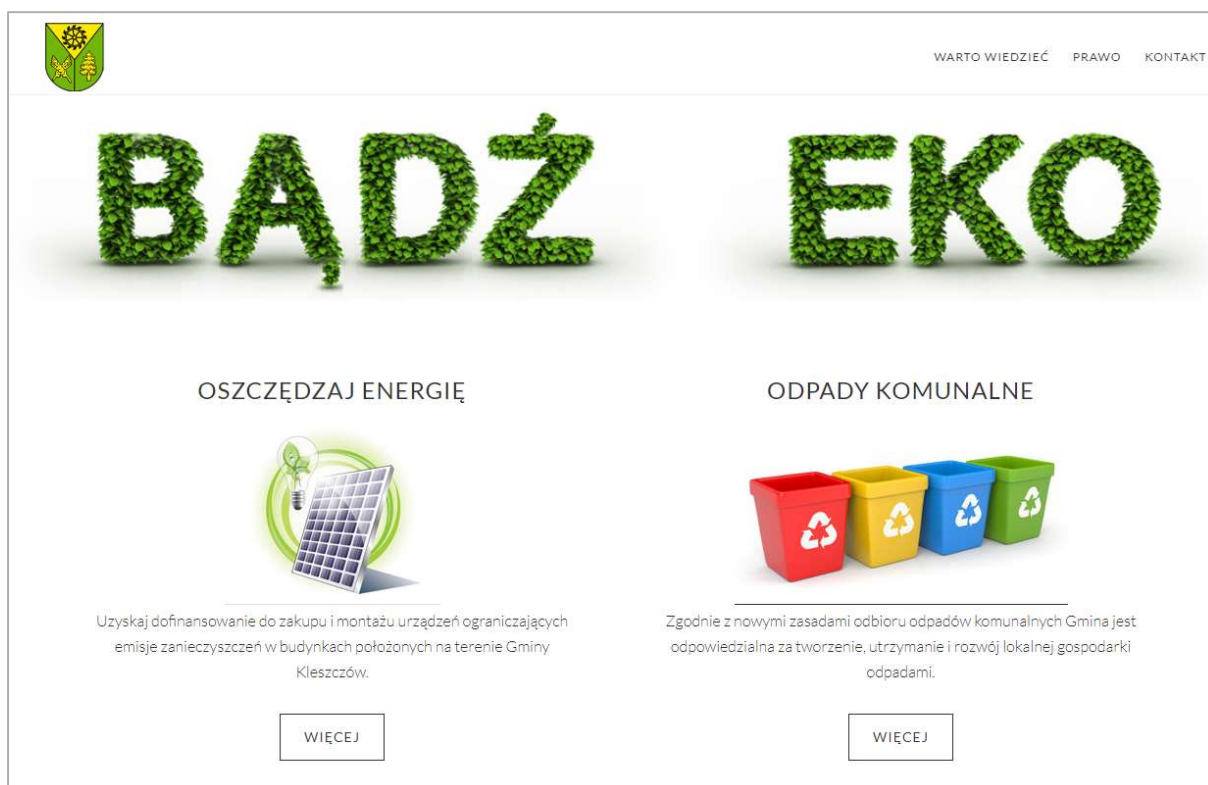 WARTO WIEDZIEĆ PRAWO KONTAKT
BĄDŹ EKO
OSZCZĘDZAJ ENERGIĘ
Uzyskaj dofinansowanie do zakupu i montażu urządzeń ograniczających
emisje zanieczyszczeń w budynkach położonych na terenie Gminy
Kleszczów.
WIĘCEJ
ODPADY KOMUNALNE
Zgodnie z nowymi zasadami odbioru odpadów komunalnych Gmina jest
odpowiedzialna za tworzenie, utrzymanie i rozwój lokalnej gospodarki
odpadami.
WIĘCEJ